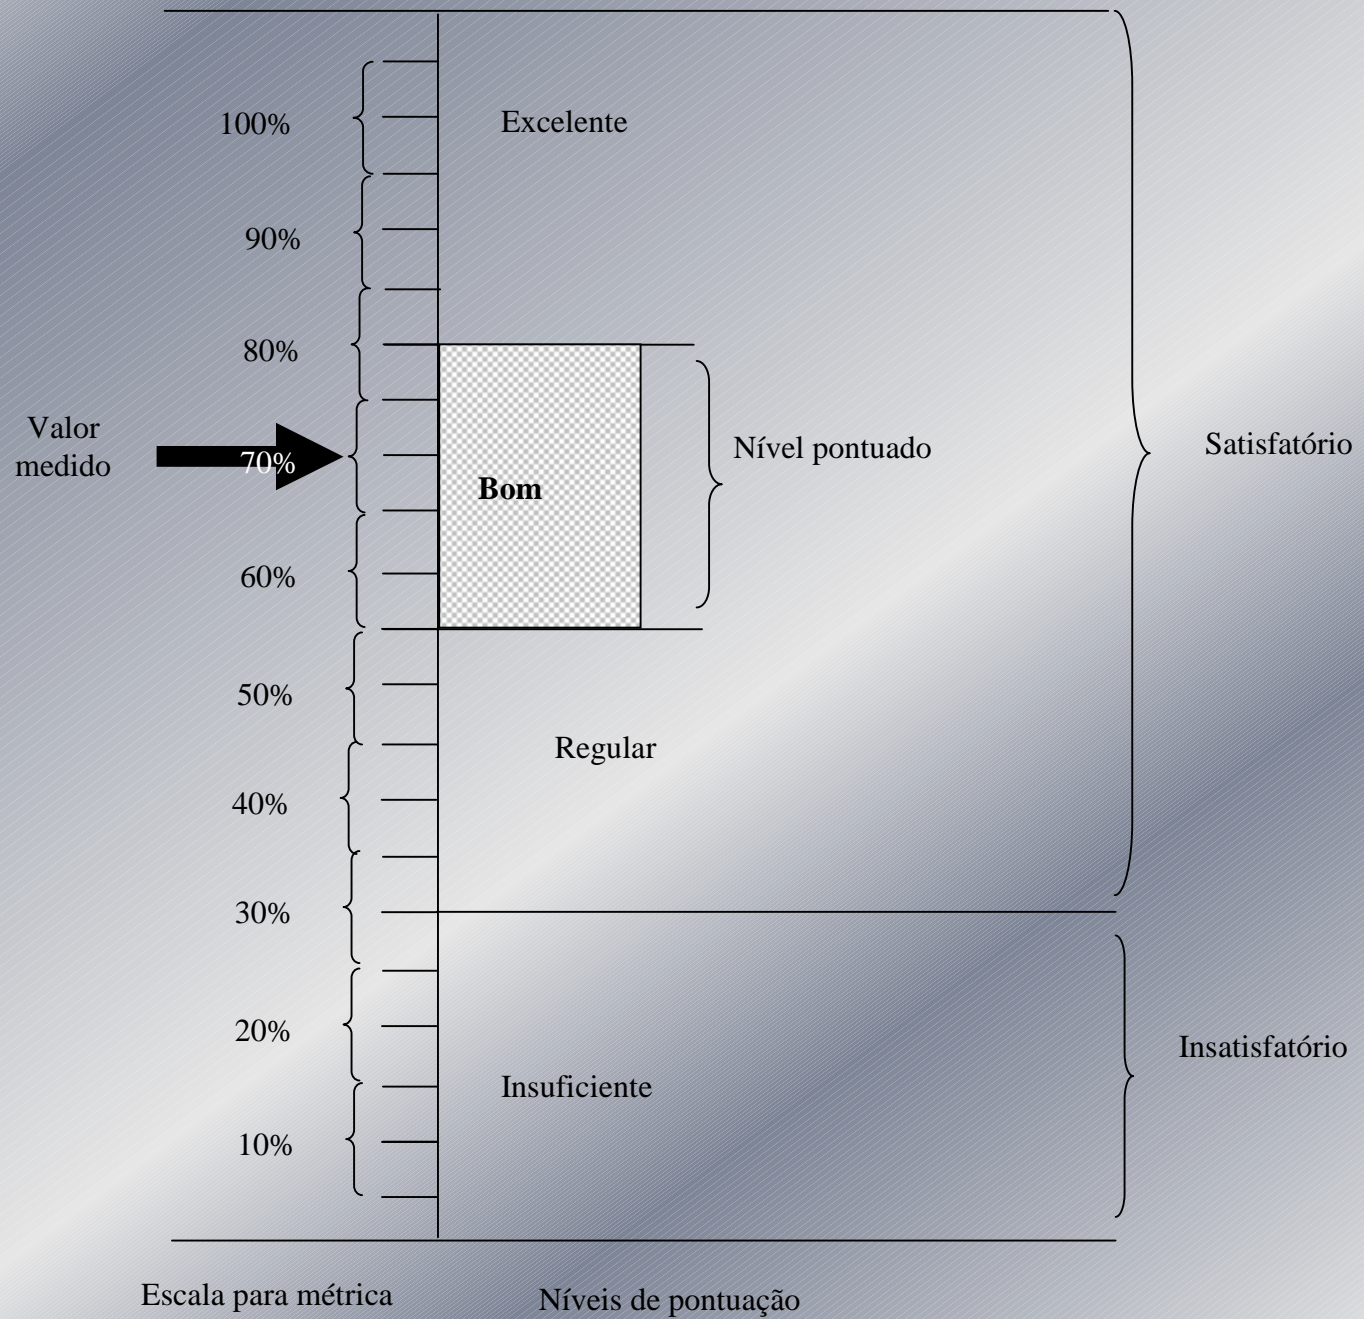 100%
Excelente
90%
80%
Valor
medido
70%
Nível pontuado
Satisfatório
Bom
60%
50%
Regular
40%
30%
20%
Insatisfatório
Insuficiente
10%
Escala para métrica
Níveis de pontuação